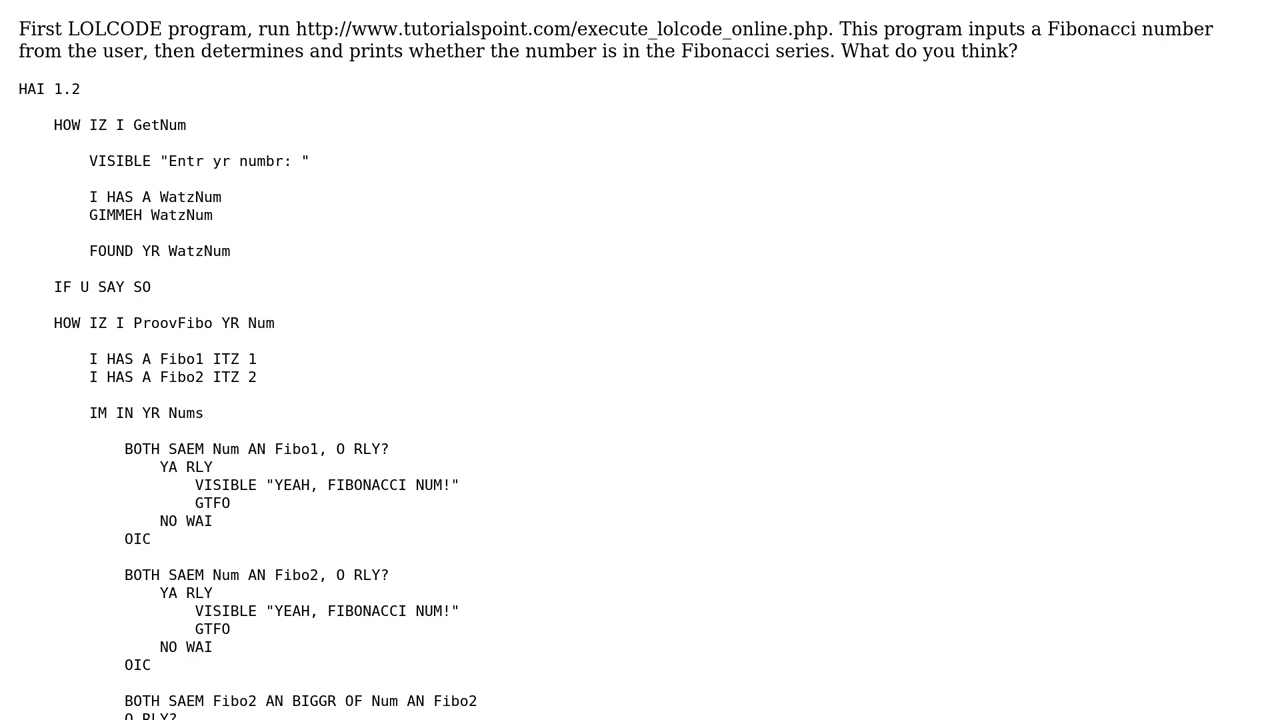 First LOLCODE program, run http://www.tutorialspoint.com/execute_lolcode_online.php. This program inputs a Fibonacci number
from the user, then determines and prints whether the number is in the Fibonacci series. What do you think?
HAI 1.2
HOW IZ I GetNum
VISIBLE "Entr yr numbr: "
I HAS A WatzNum
GIMMEH WatzNum
FOUND YR WatzNum
IF U SAY SO
HOW IZ I ProovFibo YR Num
I HAS A Fibo1 ITZ 1
I HAS A Fibo2 ITZ 2
IM IN YR Nums
BOTH SAEM Num AN Fibo1, O RLY?
YA RLY
VISIBLE "YEAH, FIBONACCI NUM!"
GTFO
NO WAI
OIC
BOTH SAEM Num AN Fibo2, O RLY?
YA RLY
VISIBLE "YEAH, FIBONACCI NUM!"
GTFO
NO WAI
OIC
BOTH SAEM Fibo2 AN BIGGR OF Num AN Fibo2
O RLY?